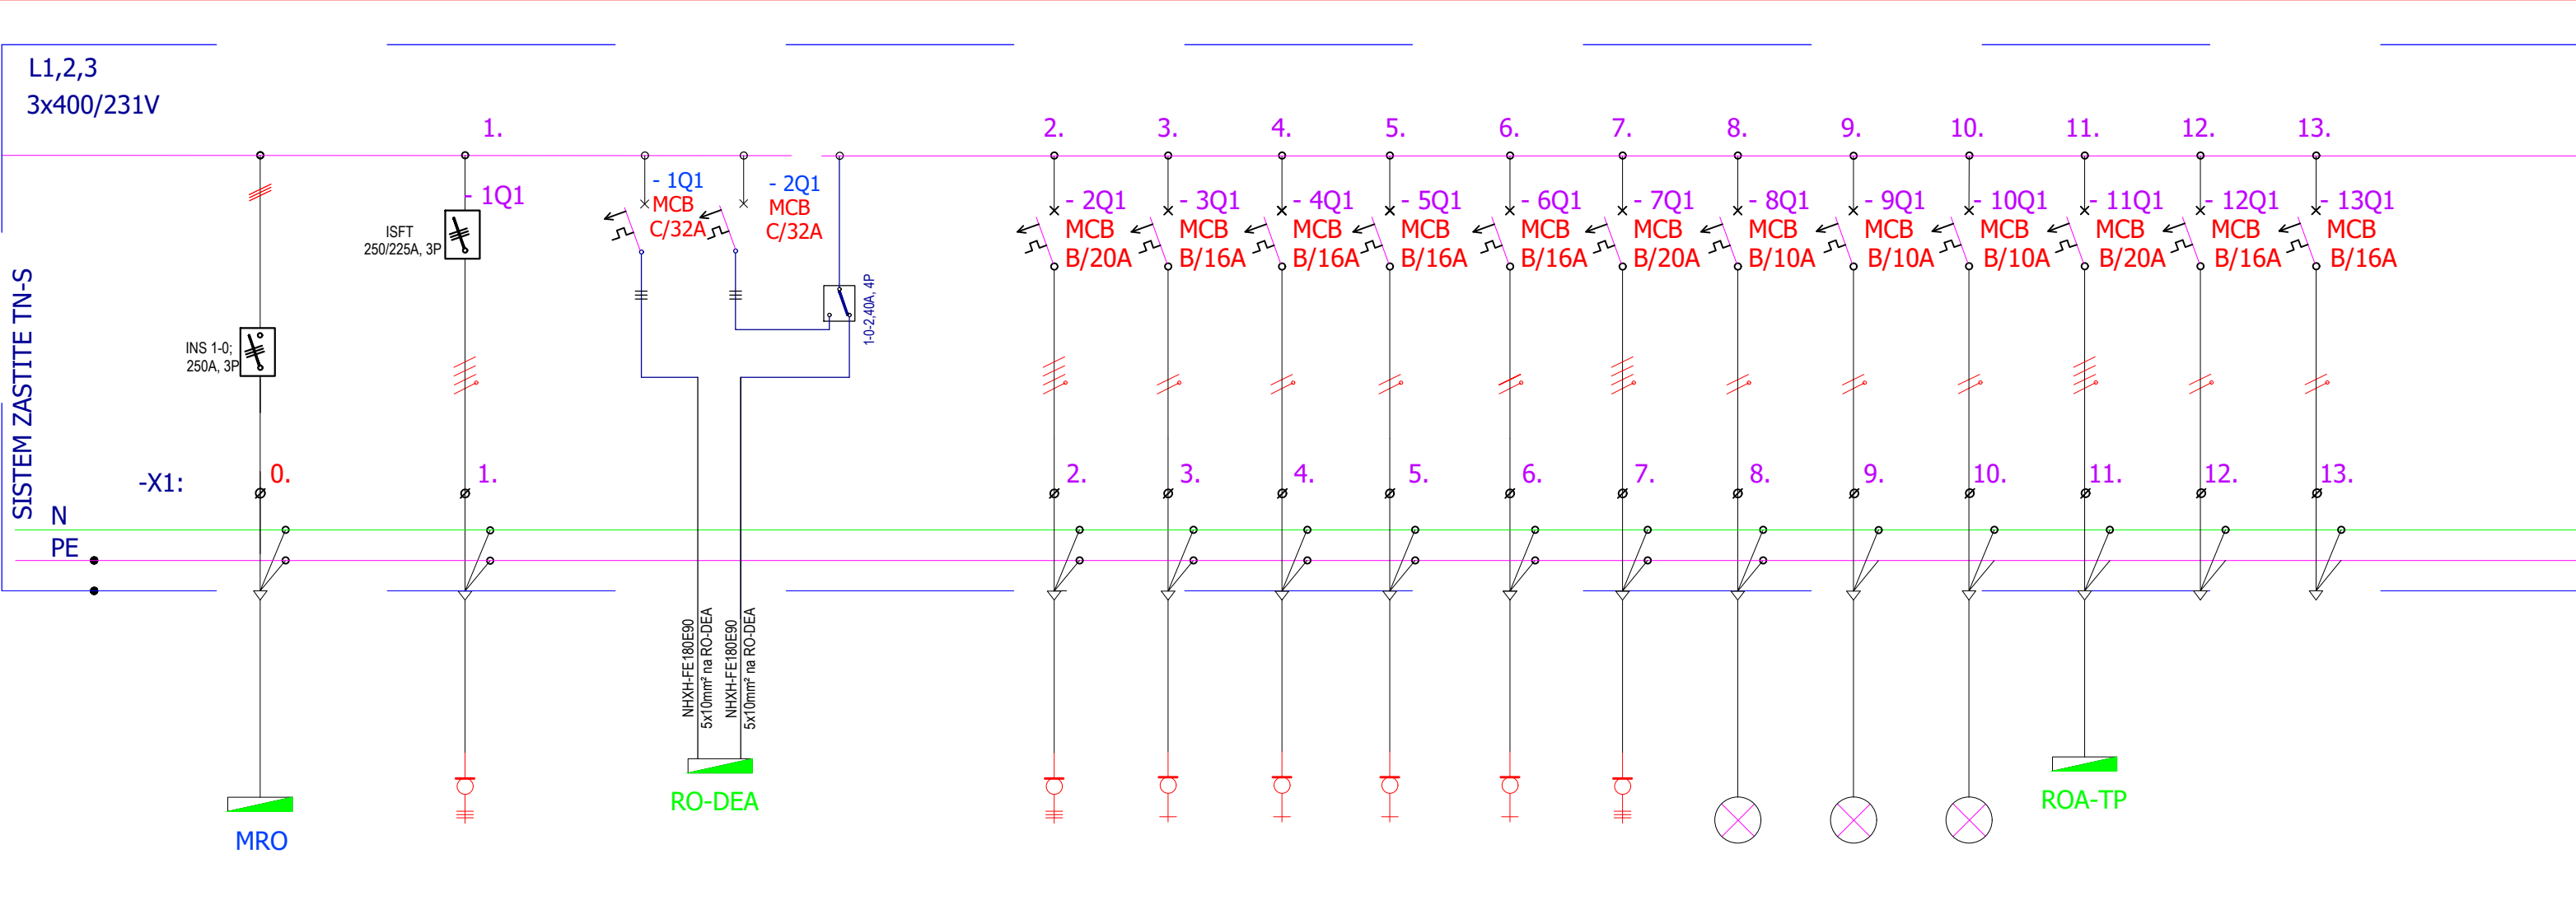 L1,2,3
3x400/231V
1.
2.
3.
4.
5.
6.
7.
8.
9.
10.
11.
12.
13.
- 1Q1
ISFT
250/225A, 3P
- 1Q1
MCB
C/32A
- 2Q1
MCB
C/32A
- 2Q1
MCB
B/20A
- 3Q1
MCB
B/16A
- 4Q1
MCB
B/16A
- 5Q1
MCB
B/16A
- 6Q1
MCB
B/16A
- 7Q1
MCB
B/20A
- 8Q1
MCB
B/10A
- 9Q1
MCB
B/10A
- 10Q1
MCB
B/10A
- 11Q1
MCB
B/20A
- 12Q1
MCB
B/16A
- 13Q1
MCB
B/16A
SISTEM ZASTITE TN-S
INS 1-0;
250A, 3P
1-0-2,40A, 4P
-X1:
0.
1.
2.
3.
4.
5.
6.
7.
8.
9.
10.
11.
12.
13.
N
PE
NHXH-FE180E90
5x10mm² na RO-DEA
NHXH-FE180E90
5x10mm² na RO-DEA
MRO
RO-DEA
ROA-TP